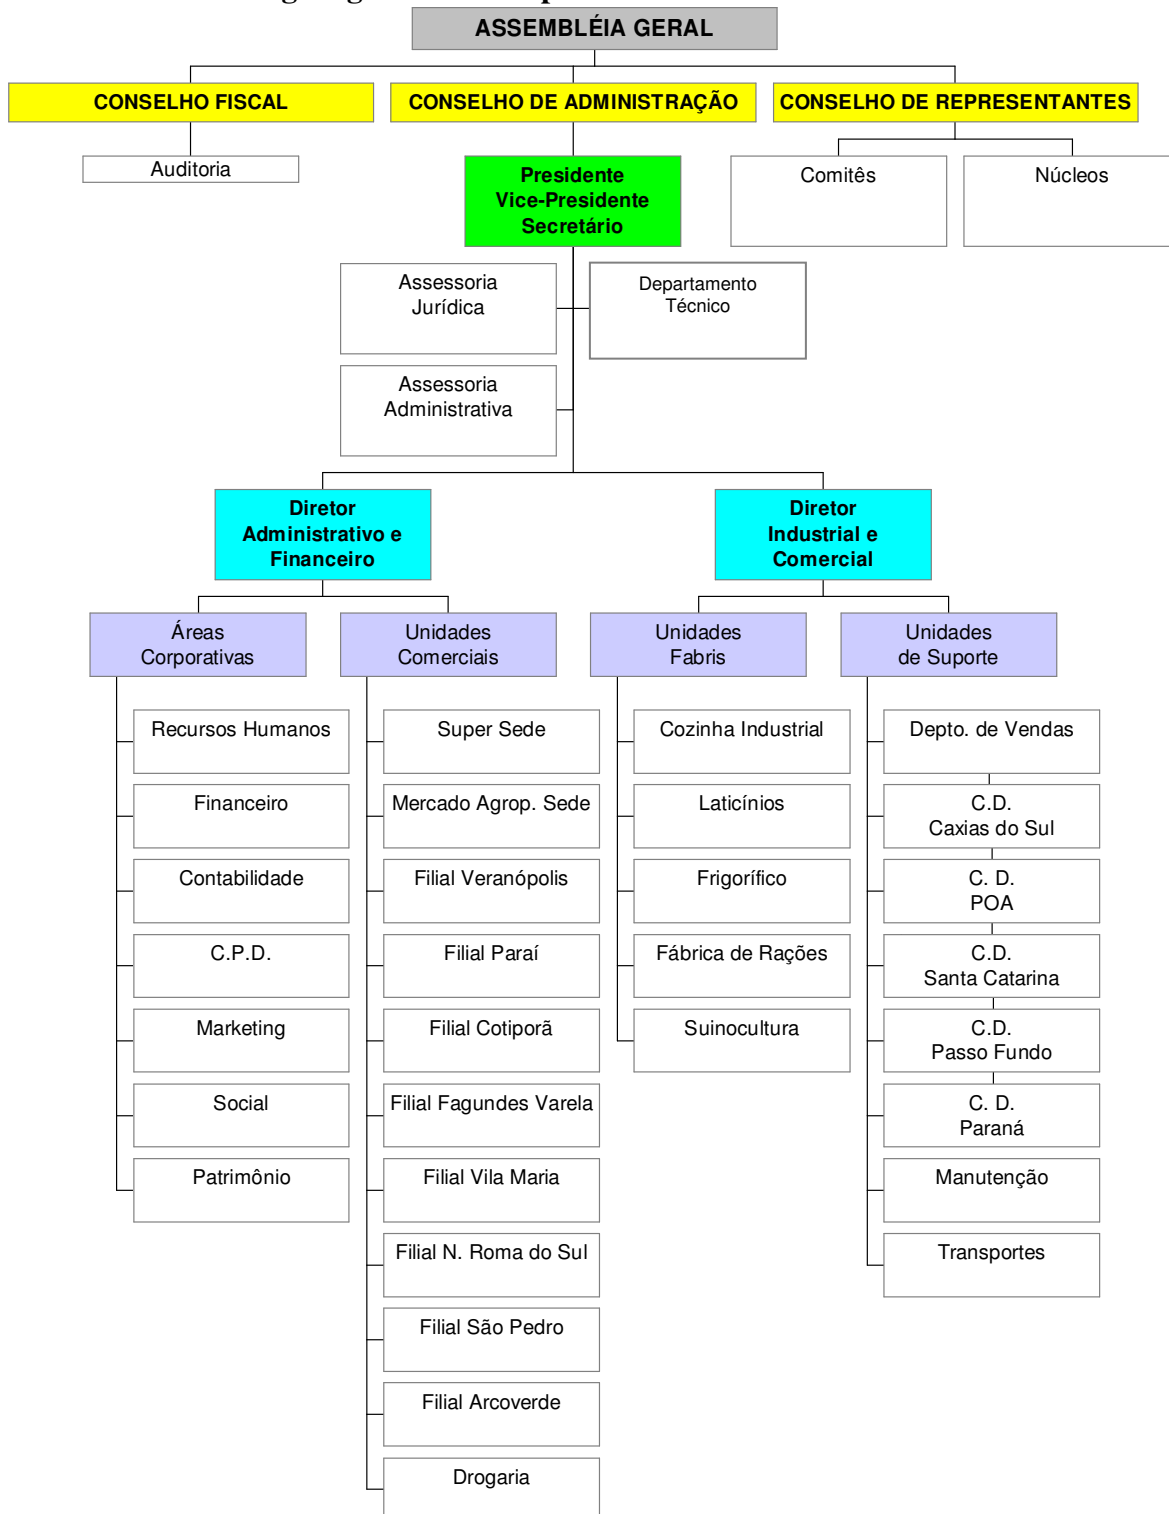 ASSEMBLÉIA GERAL
CONSELHO FISCAL
CONSELHO DE ADMINISTRAÇÃO
CONSELHO DE REPRESENTANTES
Auditoria
Presidente
Vice-Presidente
Secretário
Comitês
Núcleos
Assessoria
Jurídica
Departamento
Técnico
Assessoria
Administrativa
Diretor
Administrativo e
Financeiro
Diretor
Industrial e
Comercial
Áreas
Corporativas
Unidades
Comerciais
Unidades
Fabris
Unidades
de Suporte
Recursos Humanos
Financeiro
Contabilidade
C.P.D.
Marketing
Social
Patrimônio
Super Sede
Mercado Agrop. Sede
Filial Veranópolis
Filial Paraí
Filial Cotiporã
Filial Fagundes Varela
Filial Vila Maria
Filial N. Roma do Sul
Filial São Pedro
Filial Arcoverde
Drogaria
Cozinha Industrial
Laticínios
Frigorífico
Fábrica de Rações
Suinocultura
Depto. de Vendas
C.D.
Caxias do Sul
C. D.
POA
C.D.
Santa Catarina
C.D.
Passo Fundo
C. D.
Paraná
Manutenção
Transportes